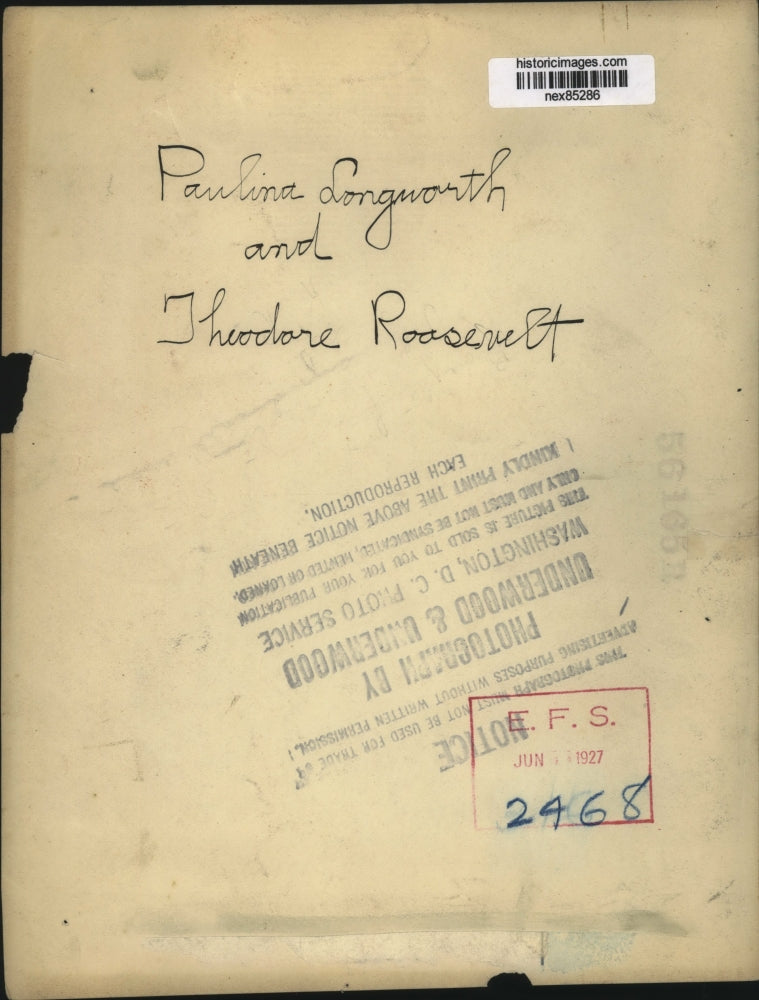 historicimages.com
nex85286
Paulina Longworth
and
Theodore Roosevelt
E. F. S.
JUN 1927
2468
NOTICE
THIS PHOTOGRAPH MUST NOT BE USED FOR TRADE OR
ADVERTISING PURPOSES WITHOUT WRITTEN PERMISSION.
PHOTOGRAPH BY
UNDERWOOD & UNDERWOOD
WASHINGTON, D. C. PHOTO SERVICE
THIS PICTURE IS SOLD TO YOU FOR YOUR PUBLICATION
ONLY AND MUST NOT BE SYNDICATED, RENTED OR LOANED.
KINDLY PRINT THE ABOVE NOTICE BENEATH
EACH REPRODUCTION.